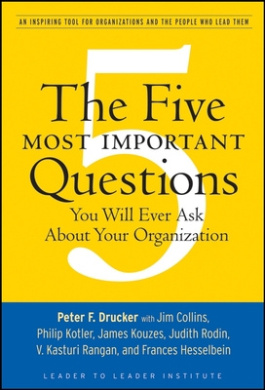 AN INSPIRING TOOL FOR ORGANIZATIONS AND THE PEOPLE WHO LEAD THEM
5
The Five
MOST IMPORTANT
Questions
You Will Ever Ask
About Your Organization
Peter F. Drucker with Jim Collins,
Philip Kotler, James Kouzes, Judith Rodin,
V. Kasturi Rangan, and Frances Hesselbein
LEADER TO LEADER INSTITUTE